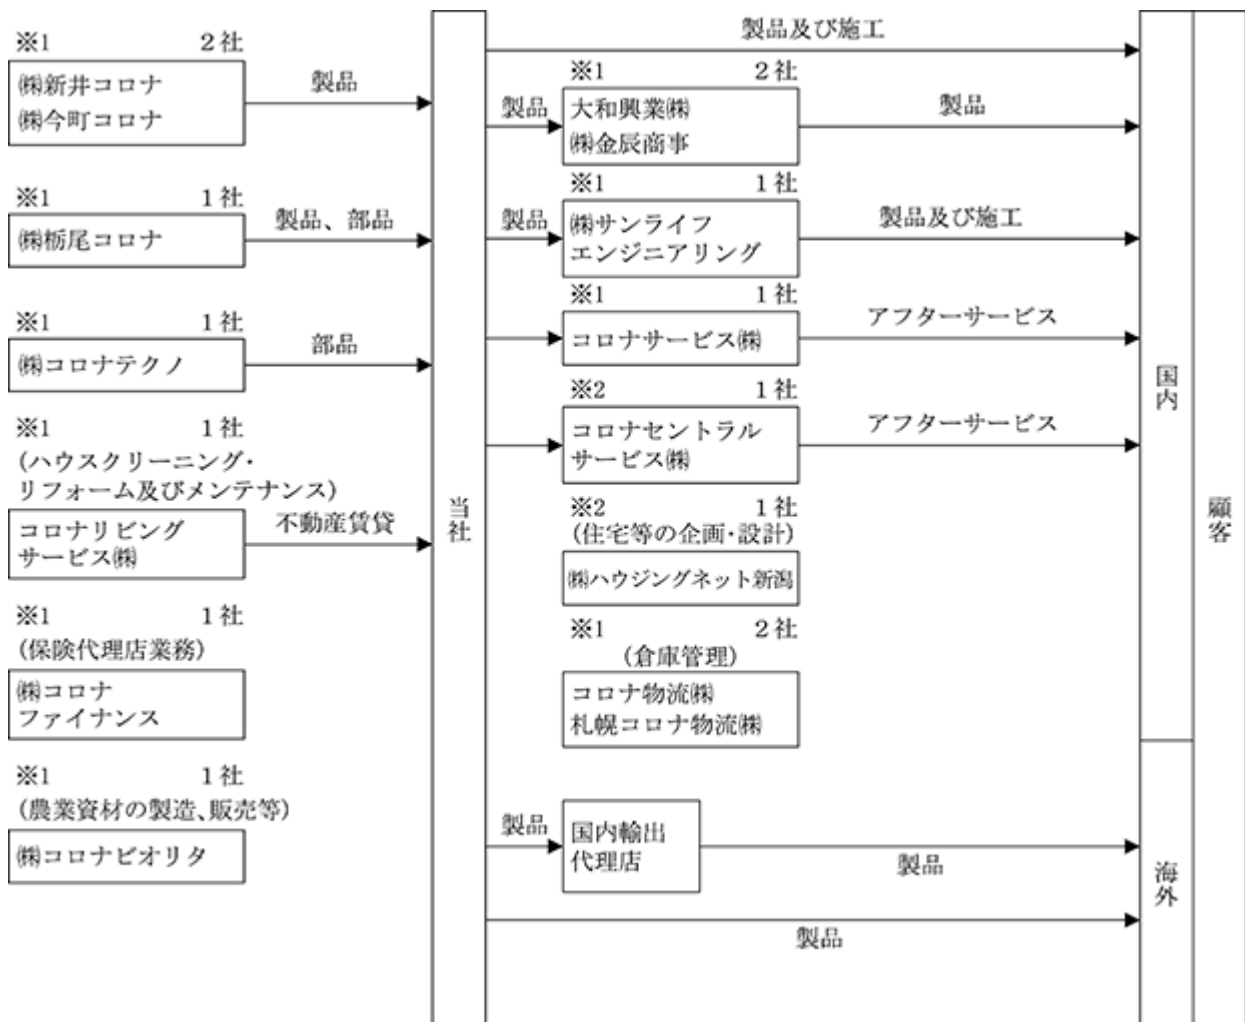 ※1 2社
㈱新井コロナ
㈱今町コロナ
製品
※1 1社
㈱栃尾コロナ
製品、部品
※1 1社
㈱コロナテクノ
部品
※1 1社
(ハウスクリーニング・
リフォーム及びメンテナンス)
コロナリビング
サービス㈱
不動産賃貸
※1 1社
(保険代理店業務)
㈱コロナ
ファイナンス
※1 1社
(農業資材の製造、販売等)
㈱コロナビオリタ
当社
製品及び施工
※1 2社
製品
大和興業㈱
㈱金辰商事
製品
※1 1社
製品
㈱サンライフ
エンジニアリング
製品及び施工
※1 1社
コロナサービス㈱
アフターサービス
※2 1社
コロナセントラル
サービス㈱
アフターサービス
※2 1社
(住宅等の企画・設計)
㈱ハウジングネット新潟
※1 2社
(倉庫管理)
コロナ物流㈱
札幌コロナ物流㈱
製品
国内輸出
代理店
製品
製品
国内
海外
顧客